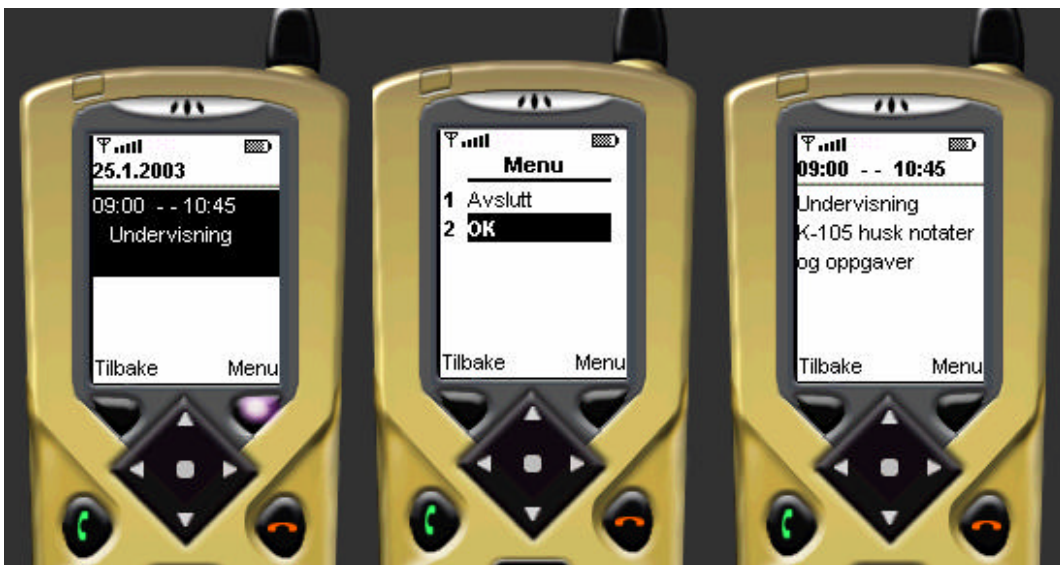 25.1.2003
09:00 - - 10:45
Undervisning
Tilbake Menu
Menu
1 Avslutt
2 OK
Tilbake Menu
09:00 - - 10:45
Undervisning
K-105 husk notater
og oppgaver
Tilbake Menu